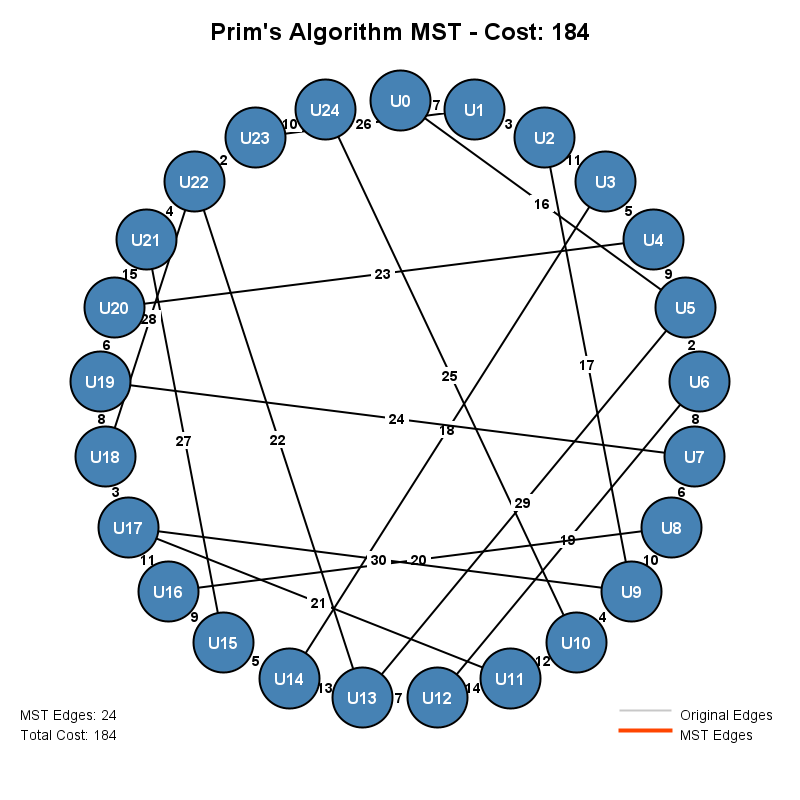 Prim's Algorithm MST - Cost: 184
U24
U0
U1
7
26
10
3
U23
U2
2
11
U22
U3
16
4
5
U21
U4
15
23
9
U20
U5
28
6
2
U19
U6
25
17
8
24
8
18
27
22
U18
U7
3
6
29
U17
U8
19
11
30
20
10
U16
U9
21
9
4
U15
U10
5
12
U14
U11
13
7
14
U13
U12
MST Edges: 24
Total Cost: 184
Original Edges
MST Edges